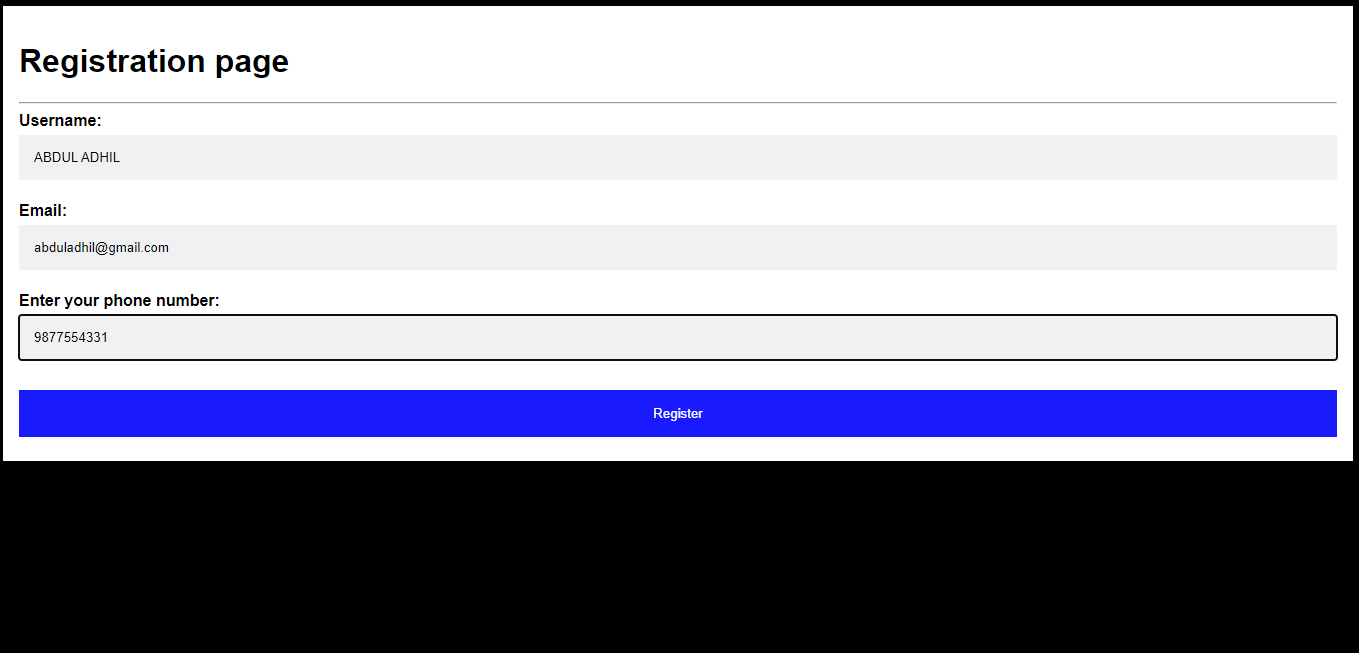 Registration page
Username:
ABDUL ADHIL
Email:
abduladhil@gmail.com
Enter your phone number:
9877554331
Register